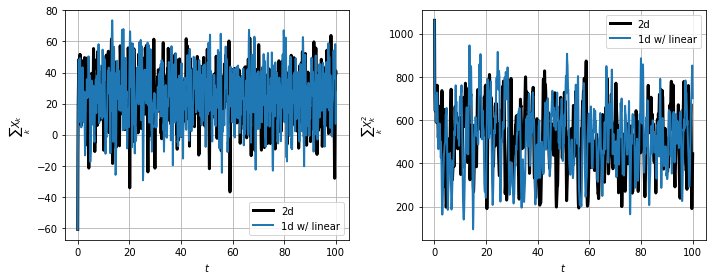 80
60
40
20
0
−20
−40
−60
∑ X_k
k
0 20 40 60 80 100
t
2d
1d w/ linear
1000
800
600
400
200
∑ X_k^2
k
0 20 40 60 80 100
t
2d
1d w/ linear